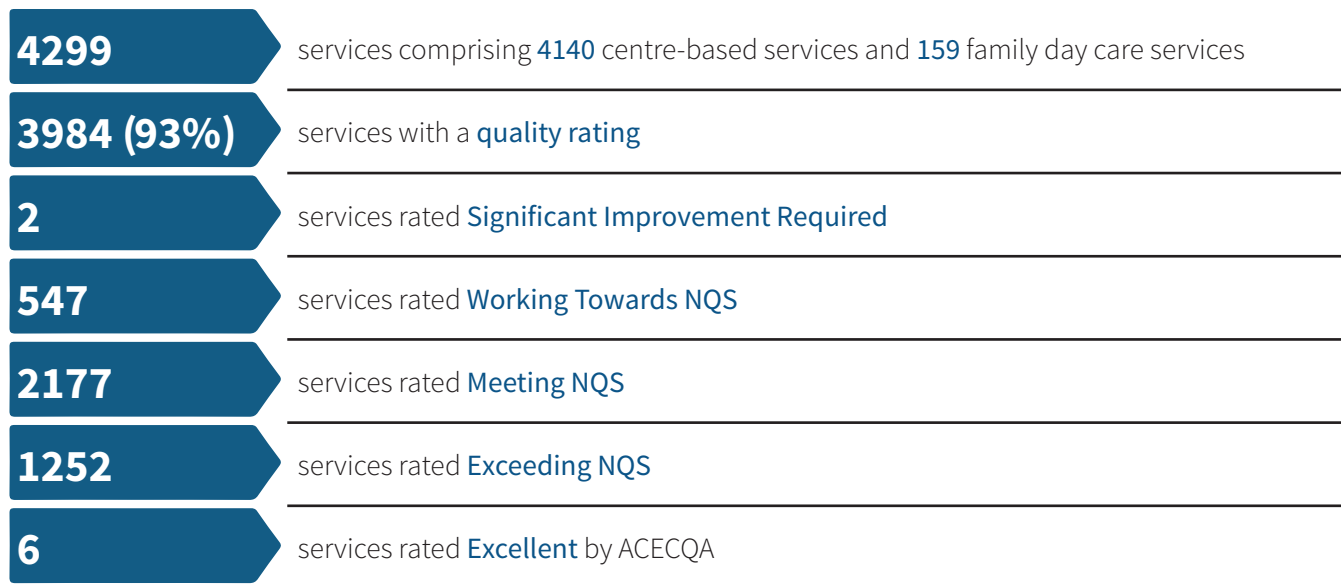 4299 services comprising 4140 centre-based services and 159 family day care services
3984 (93%) services with a quality rating
2 services rated Significant Improvement Required
547 services rated Working Towards NQS
2177 services rated Meeting NQS
1252 services rated Exceeding NQS
6 services rated Excellent by ACECQA